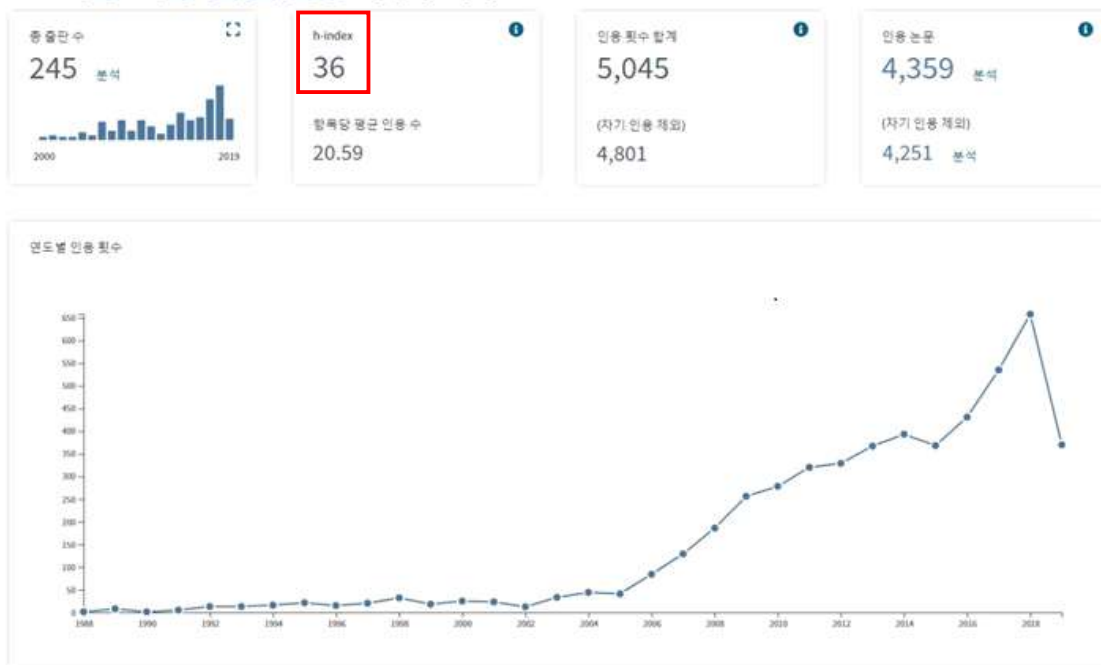 총 출판 수
245 분석
2000 2019
h-index
36
항목당 평균 인용 수
20.59
인용 횟수 합계
5,045
(자기 인용 제외)
4,801
인용 논문
4,359 분석
(자기 인용 제외)
4,251 분석
연도별 인용 횟수
650
600
550
500
450
400
350
300
250
200
150
100
50
0
1988 1990 1992 1994 1996 1998 2000 2002 2004 2006 2008 2010 2012 2014 2016 2018